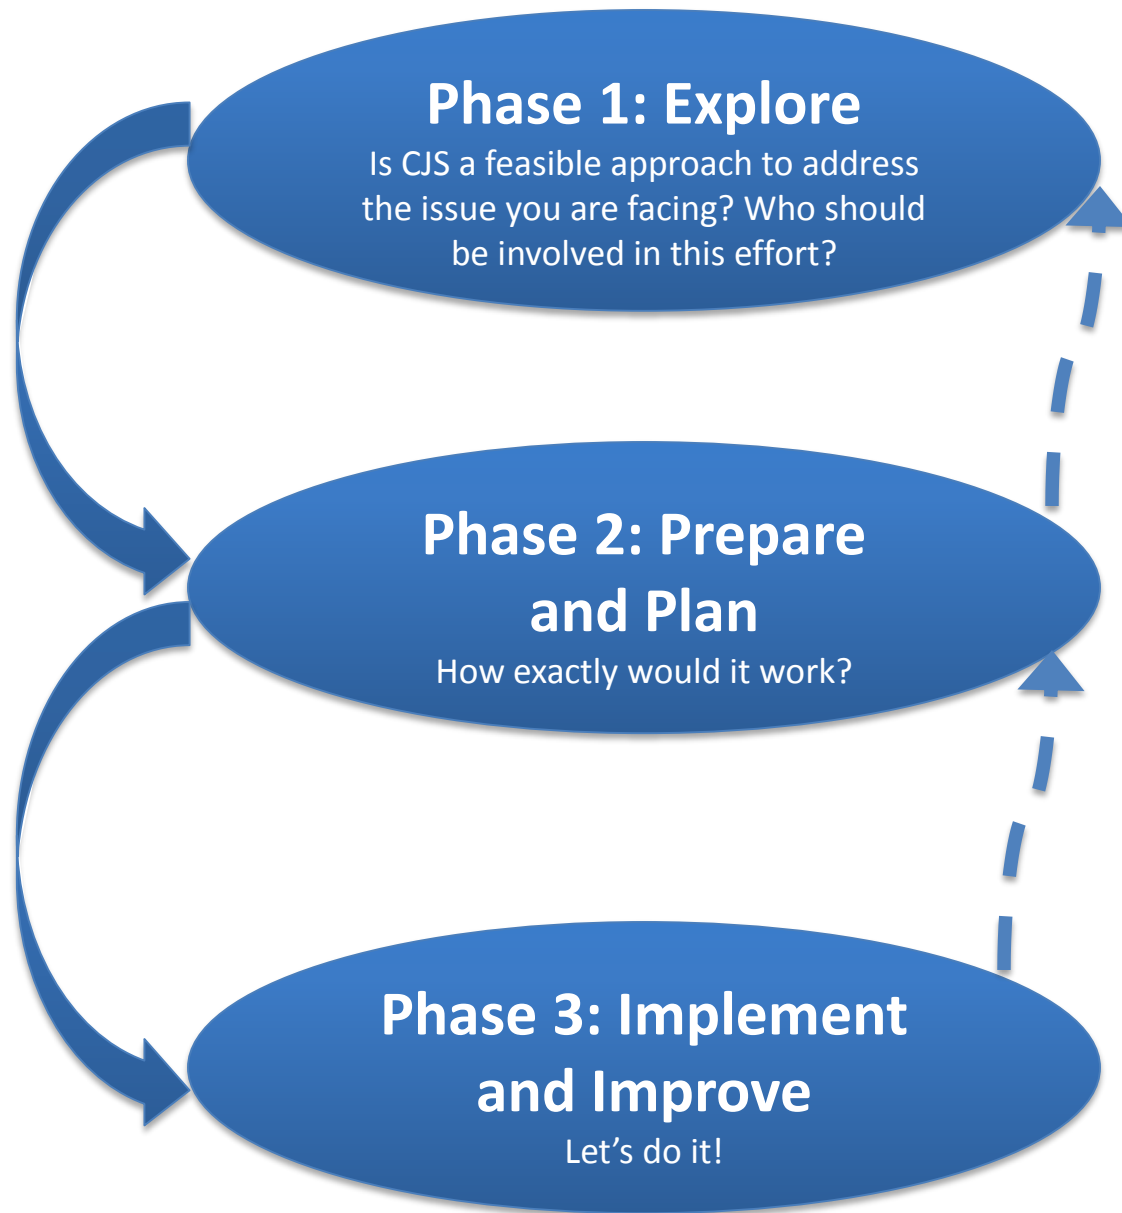 Phase 1: Explore
Is CJS a feasible approach to address
the issue you are facing? Who should
be involved in this effort?
Phase 2: Prepare
and Plan
How exactly would it work?
Phase 3: Implement
and Improve
Let’s do it!